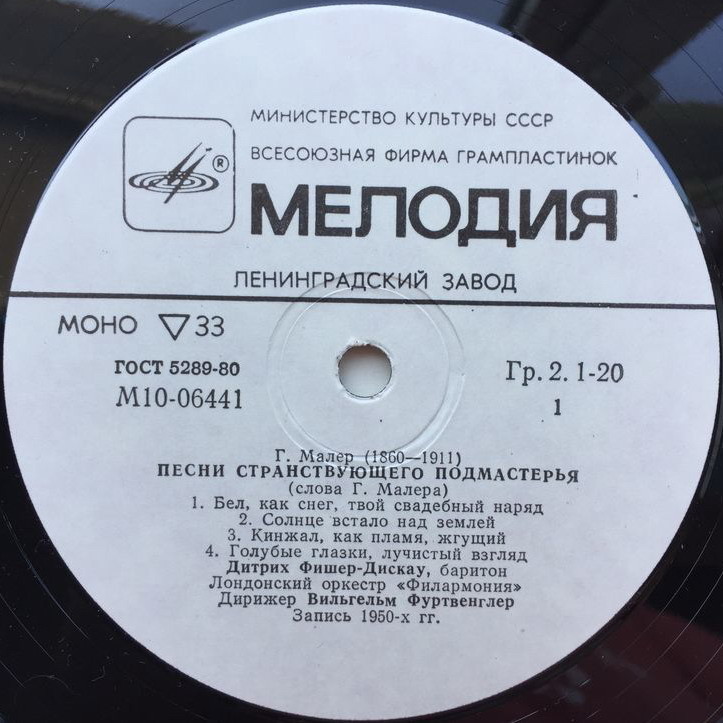 МИНИСТЕРСТВО КУЛЬТУРЫ СССР
ВСЕСОЮЗНАЯ ФИРМА ГРАМПЛАСТИНОК
®
МЕЛОДИЯ
ЛЕНИНГРАДСКИЙ ЗАВОД
МОНО ▽ 33
ГОСТ 5289-80
М10-06441
Гр. 2. 1-20
1
Г. Малер (1860—1911)
ПЕСНИ СТРАНСТВУЮЩЕГО ПОДМАСТЕРЬЯ
(слова Г. Малера)
1. Бел, как снег, твой свадебный наряд
2. Солнце встало над землей
3. Кинжал, как пламя, жгущий
4. Голубые глазки, лучистый взгляд
Дитрих Фишер-Дискау, баритон
Лондонский оркестр «Филармония»
Дирижер Вильгельм Фуртвенглер
Запись 1950-х гг.